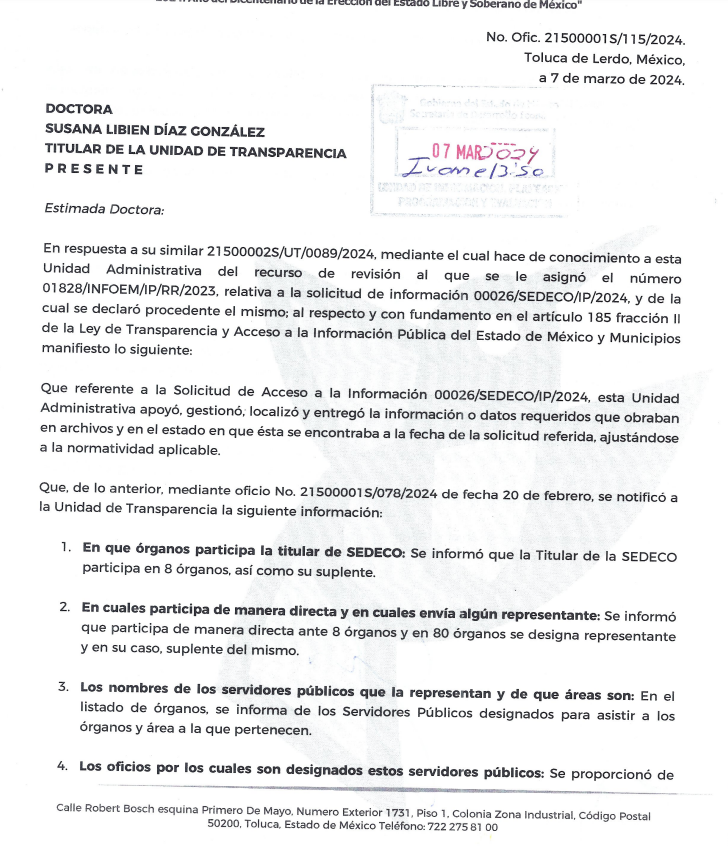 del Bicentenario de la Erección del Estado Libre y Soberano de México"
No. Ofic. 21500001S/115/2024.
Toluca de Lerdo, México,
a 7 de marzo de 2024.
DOCTORA
SUSANA LIBIEN DÍAZ GONZÁLEZ
TITULAR DE LA UNIDAD DE TRANSPARENCIA
P R E S E N T E
07 MAR 2024
Ivonne 13:50
Estimada Doctora:
En respuesta a su similar 21500002S/UT/0089/2024, mediante el cual hace de conocimiento a esta
Unidad Administrativa del recurso de revisión al que se le asignó el número
01828/INFOEM/IP/RR/2023, relativa a la solicitud de información 00026/SEDECO/IP/2024, y de la
cual se declaró procedente el mismo; al respecto y con fundamento en el artículo 185 fracción II
de la Ley de Transparencia y Acceso a la Información Pública del Estado de México y Municipios
manifiesto lo siguiente:
Que referente a la Solicitud de Acceso a la Información 00026/SEDECO/IP/2024, esta Unidad
Administrativa apoyó, gestionó, localizó y entregó la información o datos requeridos que obraban
en archivos y en el estado en que ésta se encontraba a la fecha de la solicitud referida, ajustándose
a la normatividad aplicable.
Que, de lo anterior, mediante oficio No. 21500001S/078/2024 de fecha 20 de febrero, se notificó a
la Unidad de Transparencia la siguiente información:
1. En que órganos participa la titular de SEDECO: Se informó que la Titular de la SEDECO
participa en 8 órganos, así como su suplente.
2. En cuales participa de manera directa y en cuales envía algún representante: Se informó
que participa de manera directa ante 8 órganos y en 80 órganos se designa representante
y en su caso, suplente del mismo.
3. Los nombres de los servidores públicos que la representan y de que áreas son: En el
listado de órganos, se informa de los Servidores Públicos designados para asistir a los
órganos y área a la que pertenecen.
4. Los oficios por los cuales son designados estos servidores públicos: Se proporcionó de
Calle Robert Bosch esquina Primero De Mayo, Numero Exterior 1731, Piso 1, Colonia Zona Industrial, Código Postal
50200, Toluca, Estado de México Teléfono: 722 275 81 00